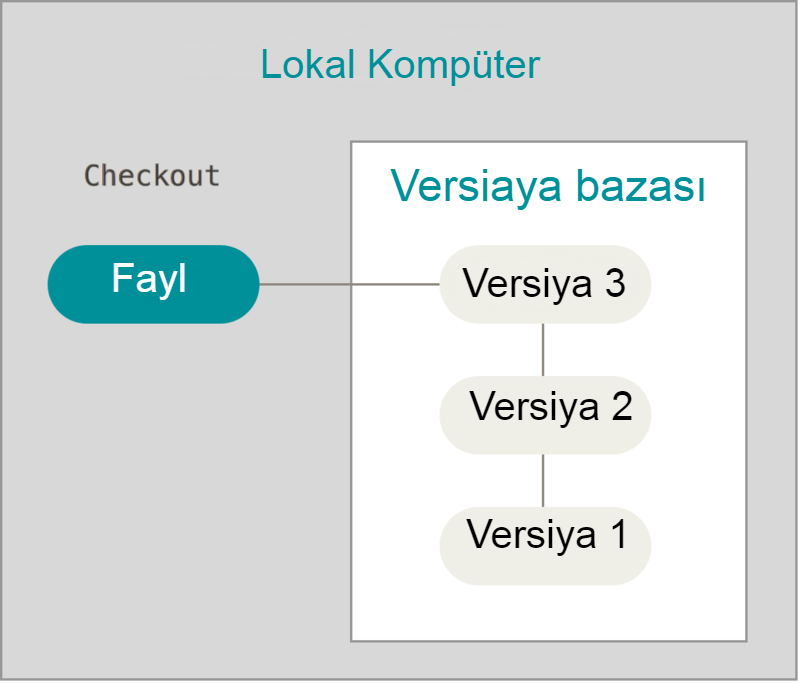 Lokal Kompüter
Checkout
Versiaya bazası
Fayl
Versiya 3
Versiya 2
Versiya 1